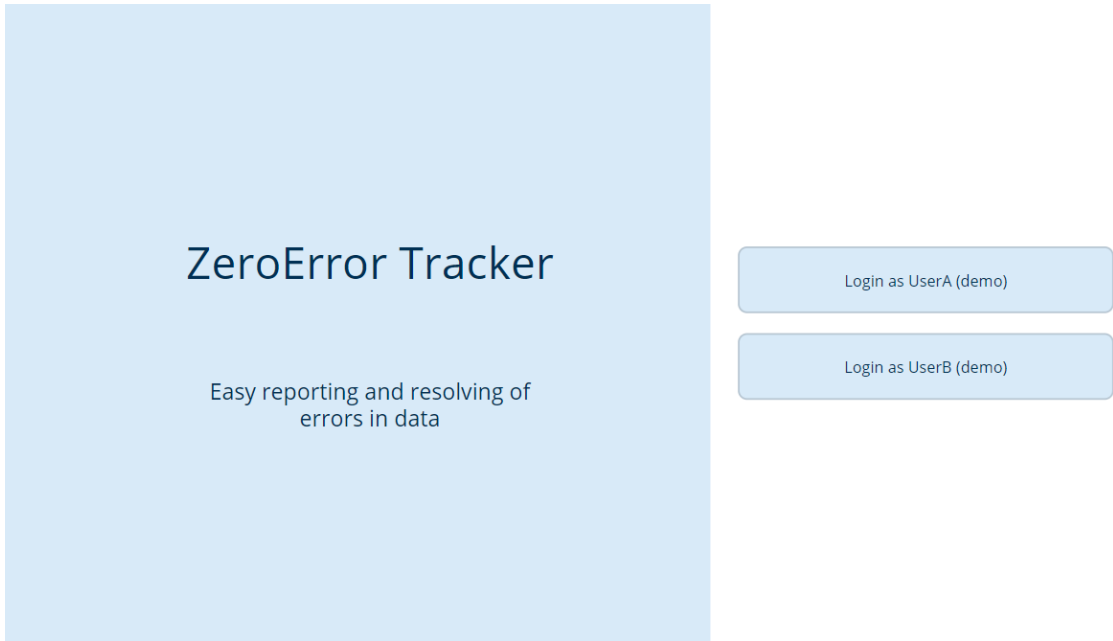 ZeroError Tracker
Easy reporting and resolving of
errors in data
Login as UserA (demo)
Login as UserB (demo)